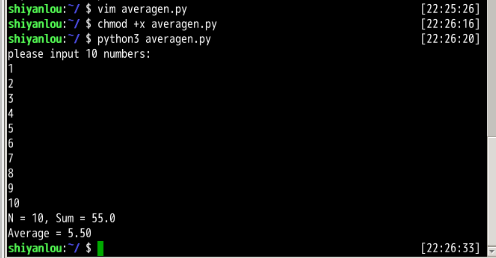 shiyanlou:~/ $ vim averagen.py [22:25:26]
shiyanlou:~/ $ chmod +x averagen.py [22:26:16]
shiyanlou:~/ $ python3 averagen.py [22:26:20]
please input 10 numbers:
1
2
3
4
5
6
7
8
9
10
N = 10, Sum = 55.0
Average = 5.50
shiyanlou:~/ $ [22:26:33]